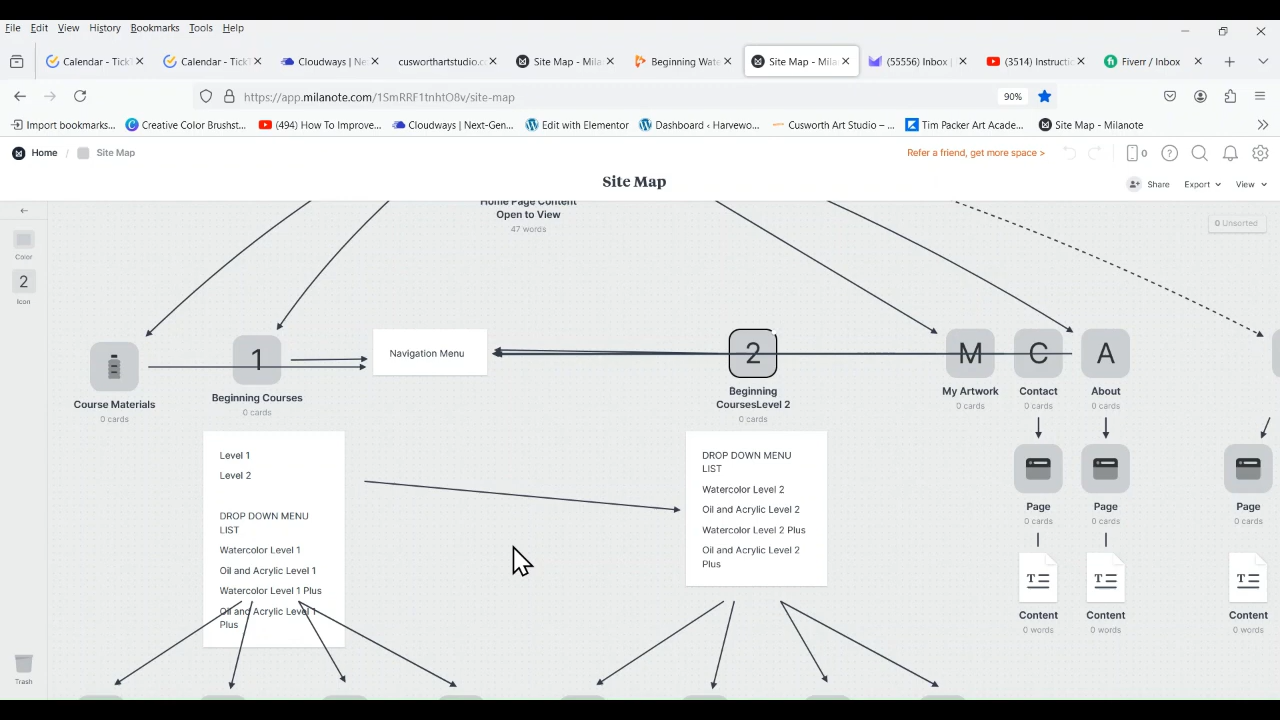 File Edit View History Bookmarks Tools Help
Calendar - Tick
Calendar - Tick
Cloudways | Ne
cusworthartstudio.c
Site Map - Mila
Beginning Wate
Site Map - Mila
(55556) Inbox |
(3514) Instructic
Fiverr / Inbox
https://app.milanote.com/1SmRRF1tnhtO8v/site-map
90%
Import bookmarks...
Creative Color Brushst...
(494) How To Improve...
Cloudways | Next-Gen...
Edit with Elementor
Dashboard ‹ Harvewo...
Cusworth Art Studio – ...
Tim Packer Art Acade...
Site Map - Milanote
Home / Site Map
Refer a friend, get more space >
0
Site Map
Share
Export
View
Color
2
Icon
Trash
0 Unsorted
Home Page Content
Open to View
47 words
Course Materials
0 cards
1
Beginning Courses
0 cards
Navigation Menu
2
Beginning
CoursesLevel 2
0 cards
M
My Artwork
0 cards
C
Contact
0 cards
A
About
0 cards
Level 1
Level 2
DROP DOWN MENU
LIST
Watercolor Level 1
Oil and Acrylic Level 1
Watercolor Level 1 Plus
Oil and Acrylic Level 1
Plus
DROP DOWN MENU
LIST
Watercolor Level 2
Oil and Acrylic Level 2
Watercolor Level 2 Plus
Oil and Acrylic Level 2
Plus
Page
0 cards
Page
0 cards
Page
0 cards
T
Content
0 words
T
Content
0 words
T
Content
0 words